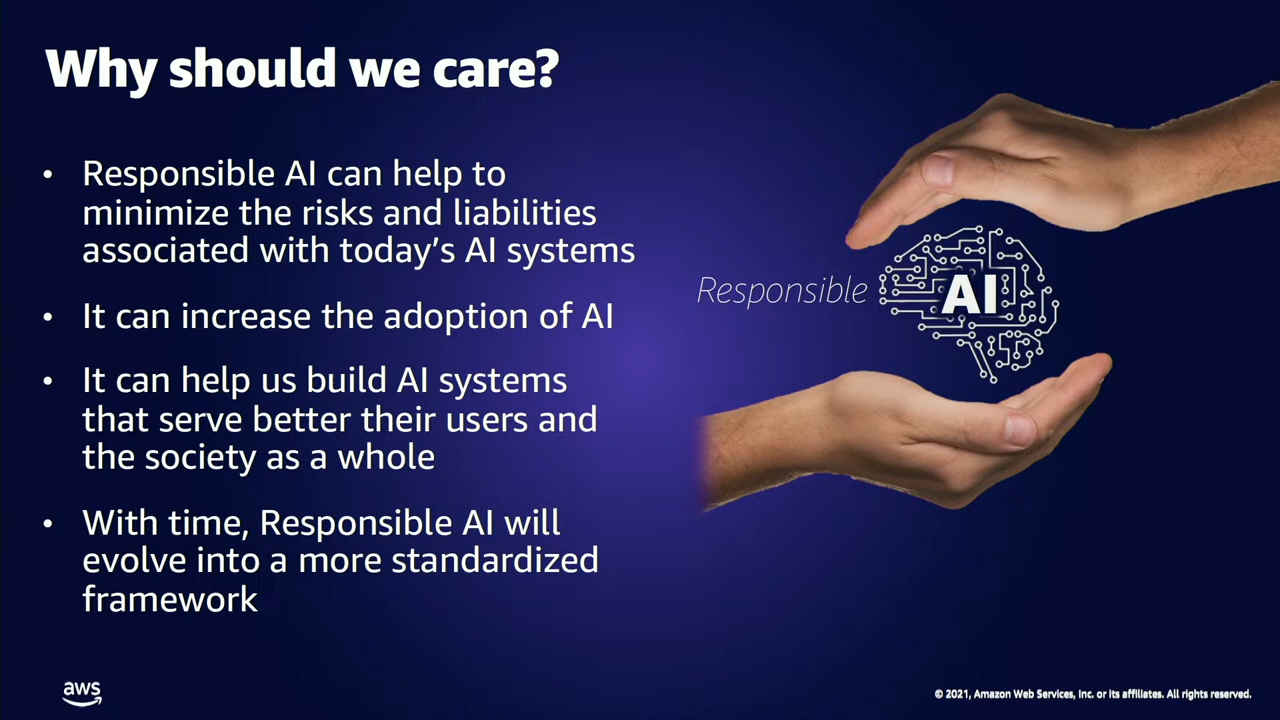 Why should we care?
• Responsible AI can help to
minimize the risks and liabilities
associated with today's AI systems
• It can increase the adoption of AI
• It can help us build AI systems
that serve better their users and
the society as a whole
• With time, Responsible AI will
evolve into a more standardized
framework
Responsible
AI
aws
© 2021, Amazon Web Services, Inc. or its affiliates. All rights reserved.